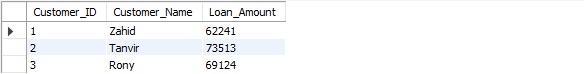 Customer_ID Customer_Name Loan_Amount
1 Zahid 62241
2 Tanvir 73513
3 Rony 69124